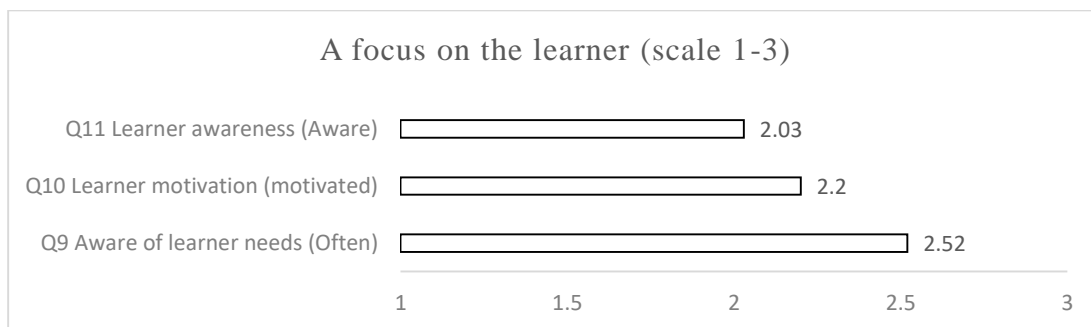 A focus on the learner (scale 1-3)
Q11 Learner awareness (Aware) 2.03
Q10 Learner motivation (motivated) 2.2
Q9 Aware of learner needs (Often) 2.52
1 1.5 2 2.5 3